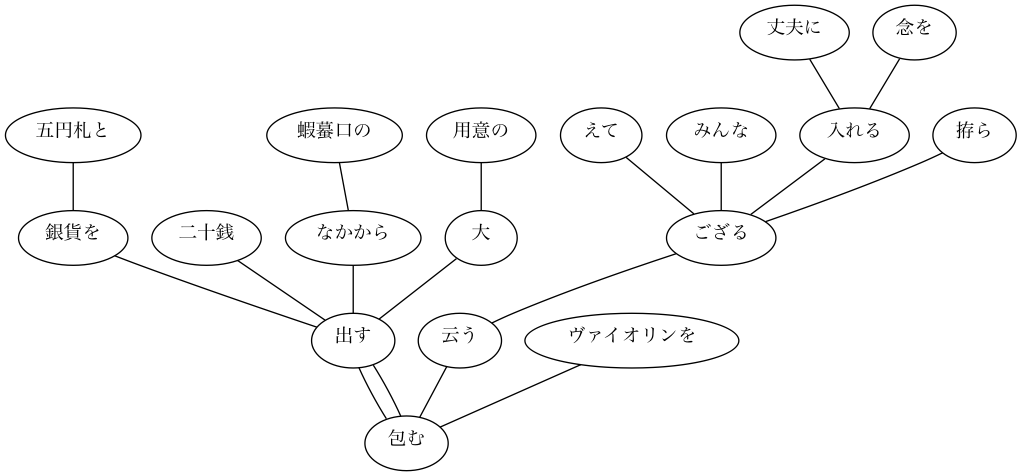 丈夫に
念を
五円札と
蝦蟇口の
用意の
えて
みんな
入れる
拵ら
銀貨を
二十銭
なかから
大
ござる
出す
云う
ヴァイオリンを
包む